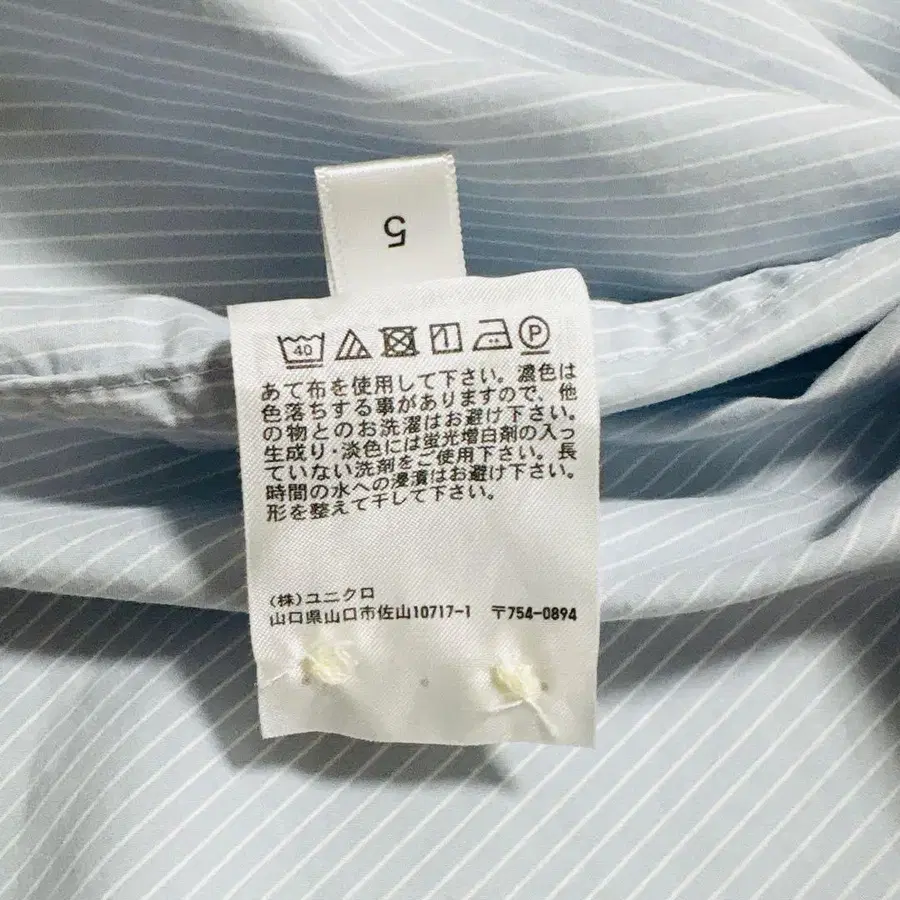 5
40 P
あて布を使用して下さい。濃色は
色落ちする事がありますので、他
の物とのお洗濯はお避け下さい。
生成り・淡色には蛍光増白剤の入っ
ていない洗剤をご使用下さい。長
時間の水への浸漬はお避け下さい。
形を整えて干して下さい。
(株)ユニクロ
山口県山口市佐山10717-1 〒754-0894